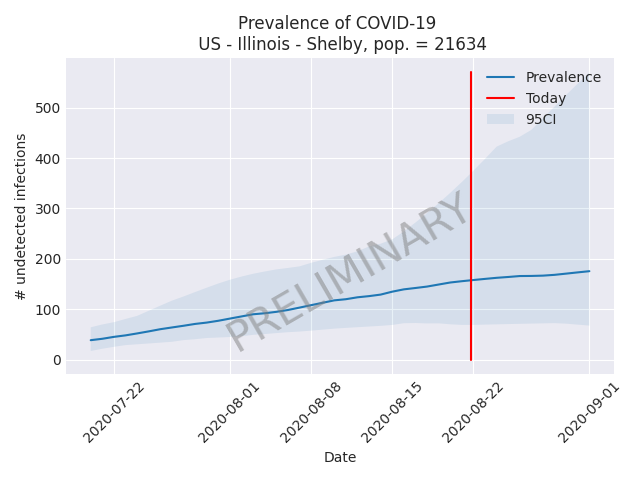 Prevalence of COVID-19
US - Illinois - Shelby, pop. = 21634
Prevalence
Today
95CI
PRELIMINARY
# undetected infections
500
400
300
200
100
0
2020-07-22
2020-08-01
2020-08-08
2020-08-15
2020-08-22
2020-09-01
Date